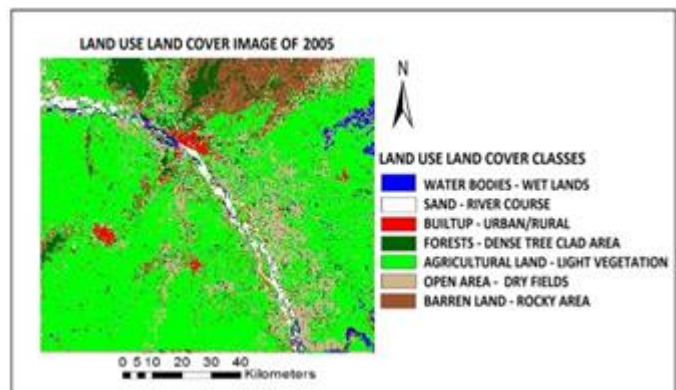 LAND USE LAND COVER IMAGE OF 2005
N
LAND USE LAND COVER CLASSES
WATER BODIES - WET LANDS
SAND - RIVER COURSE
BUILTUP - URBAN/RURAL
FORESTS - DENSE TREE CLAD AREA
AGRICULTURAL LAND - LIGHT VEGETATION
OPEN AREA - DRY FIELDS
BARREN LAND - ROCKY AREA
0 5 10 20 30 40
Kilometers